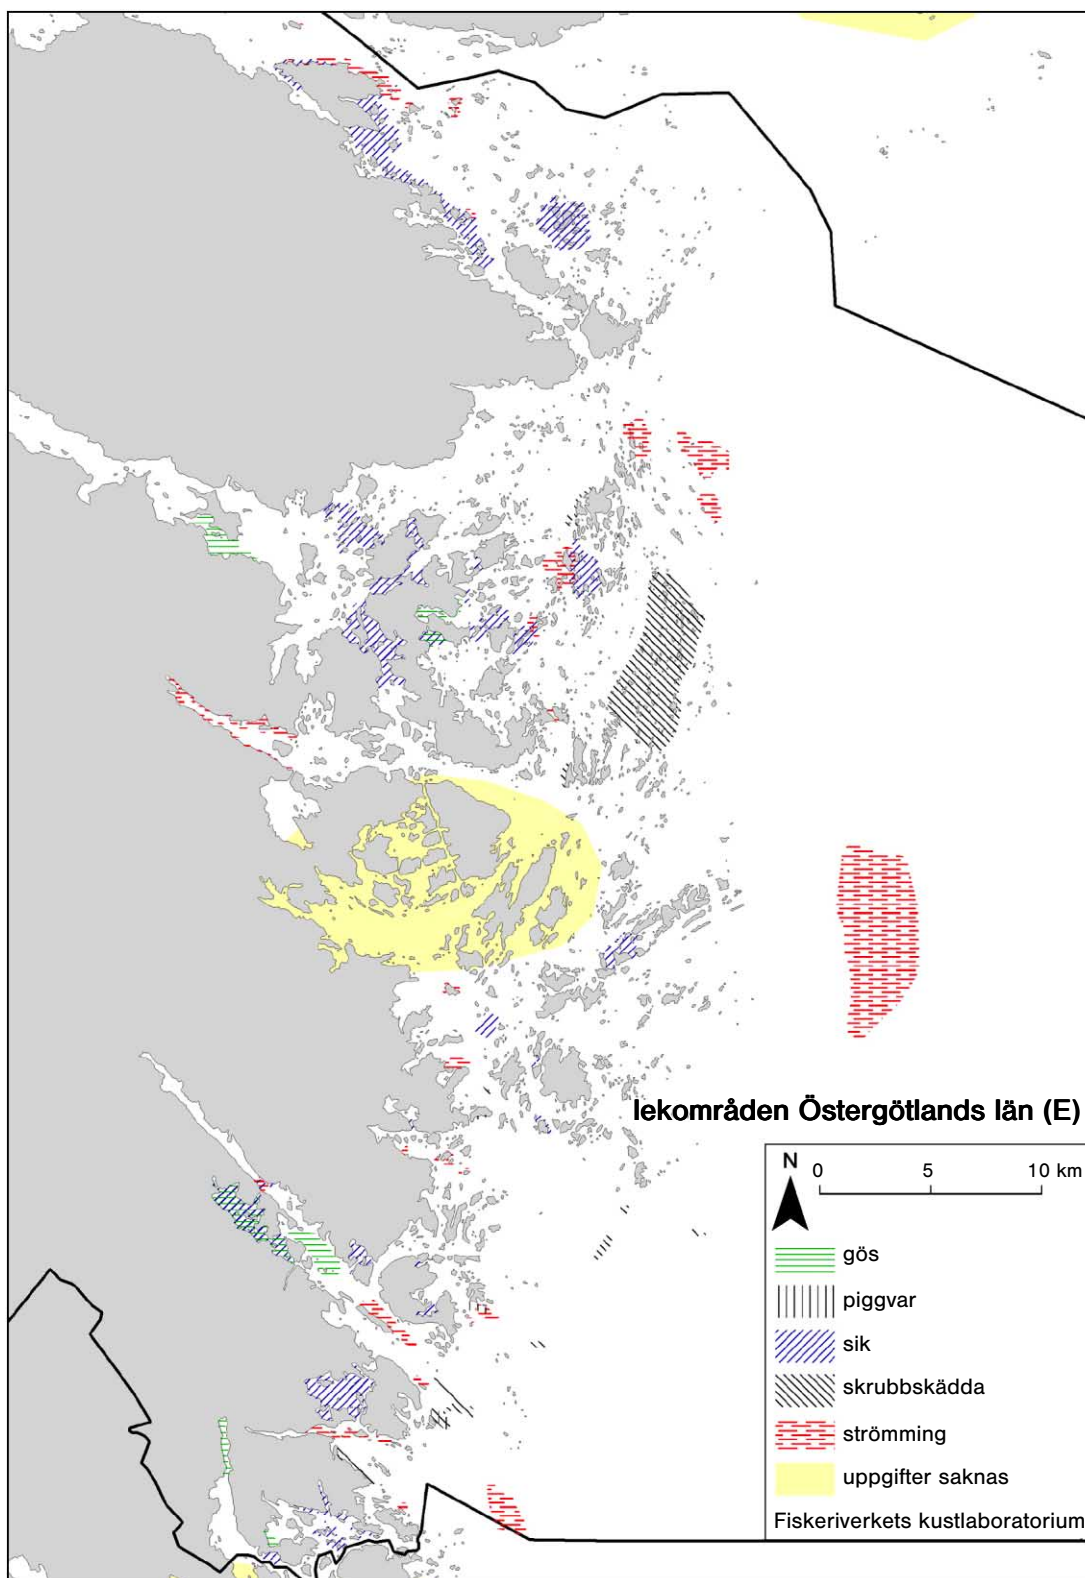 lekområden Östergötlands län (E)
N
0 5 10 km
gös
piggvar
sik
skrubbskädda
strömming
uppgifter saknas
Fiskeriverkets kustlaboratorium